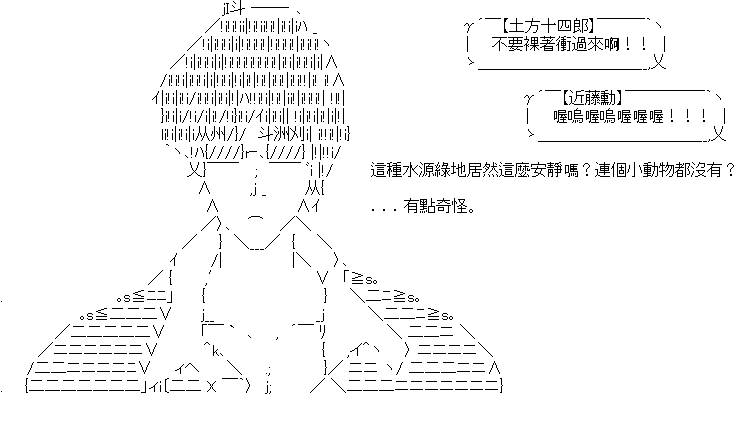 【土方十四郎】
不要裸著衝過來啊！！
【近藤勳】
喔嗚喔嗚喔喔喔！！！
這種水源綠地居然這麼安靜嗎？連個小動物都沒有？
...有點奇怪。